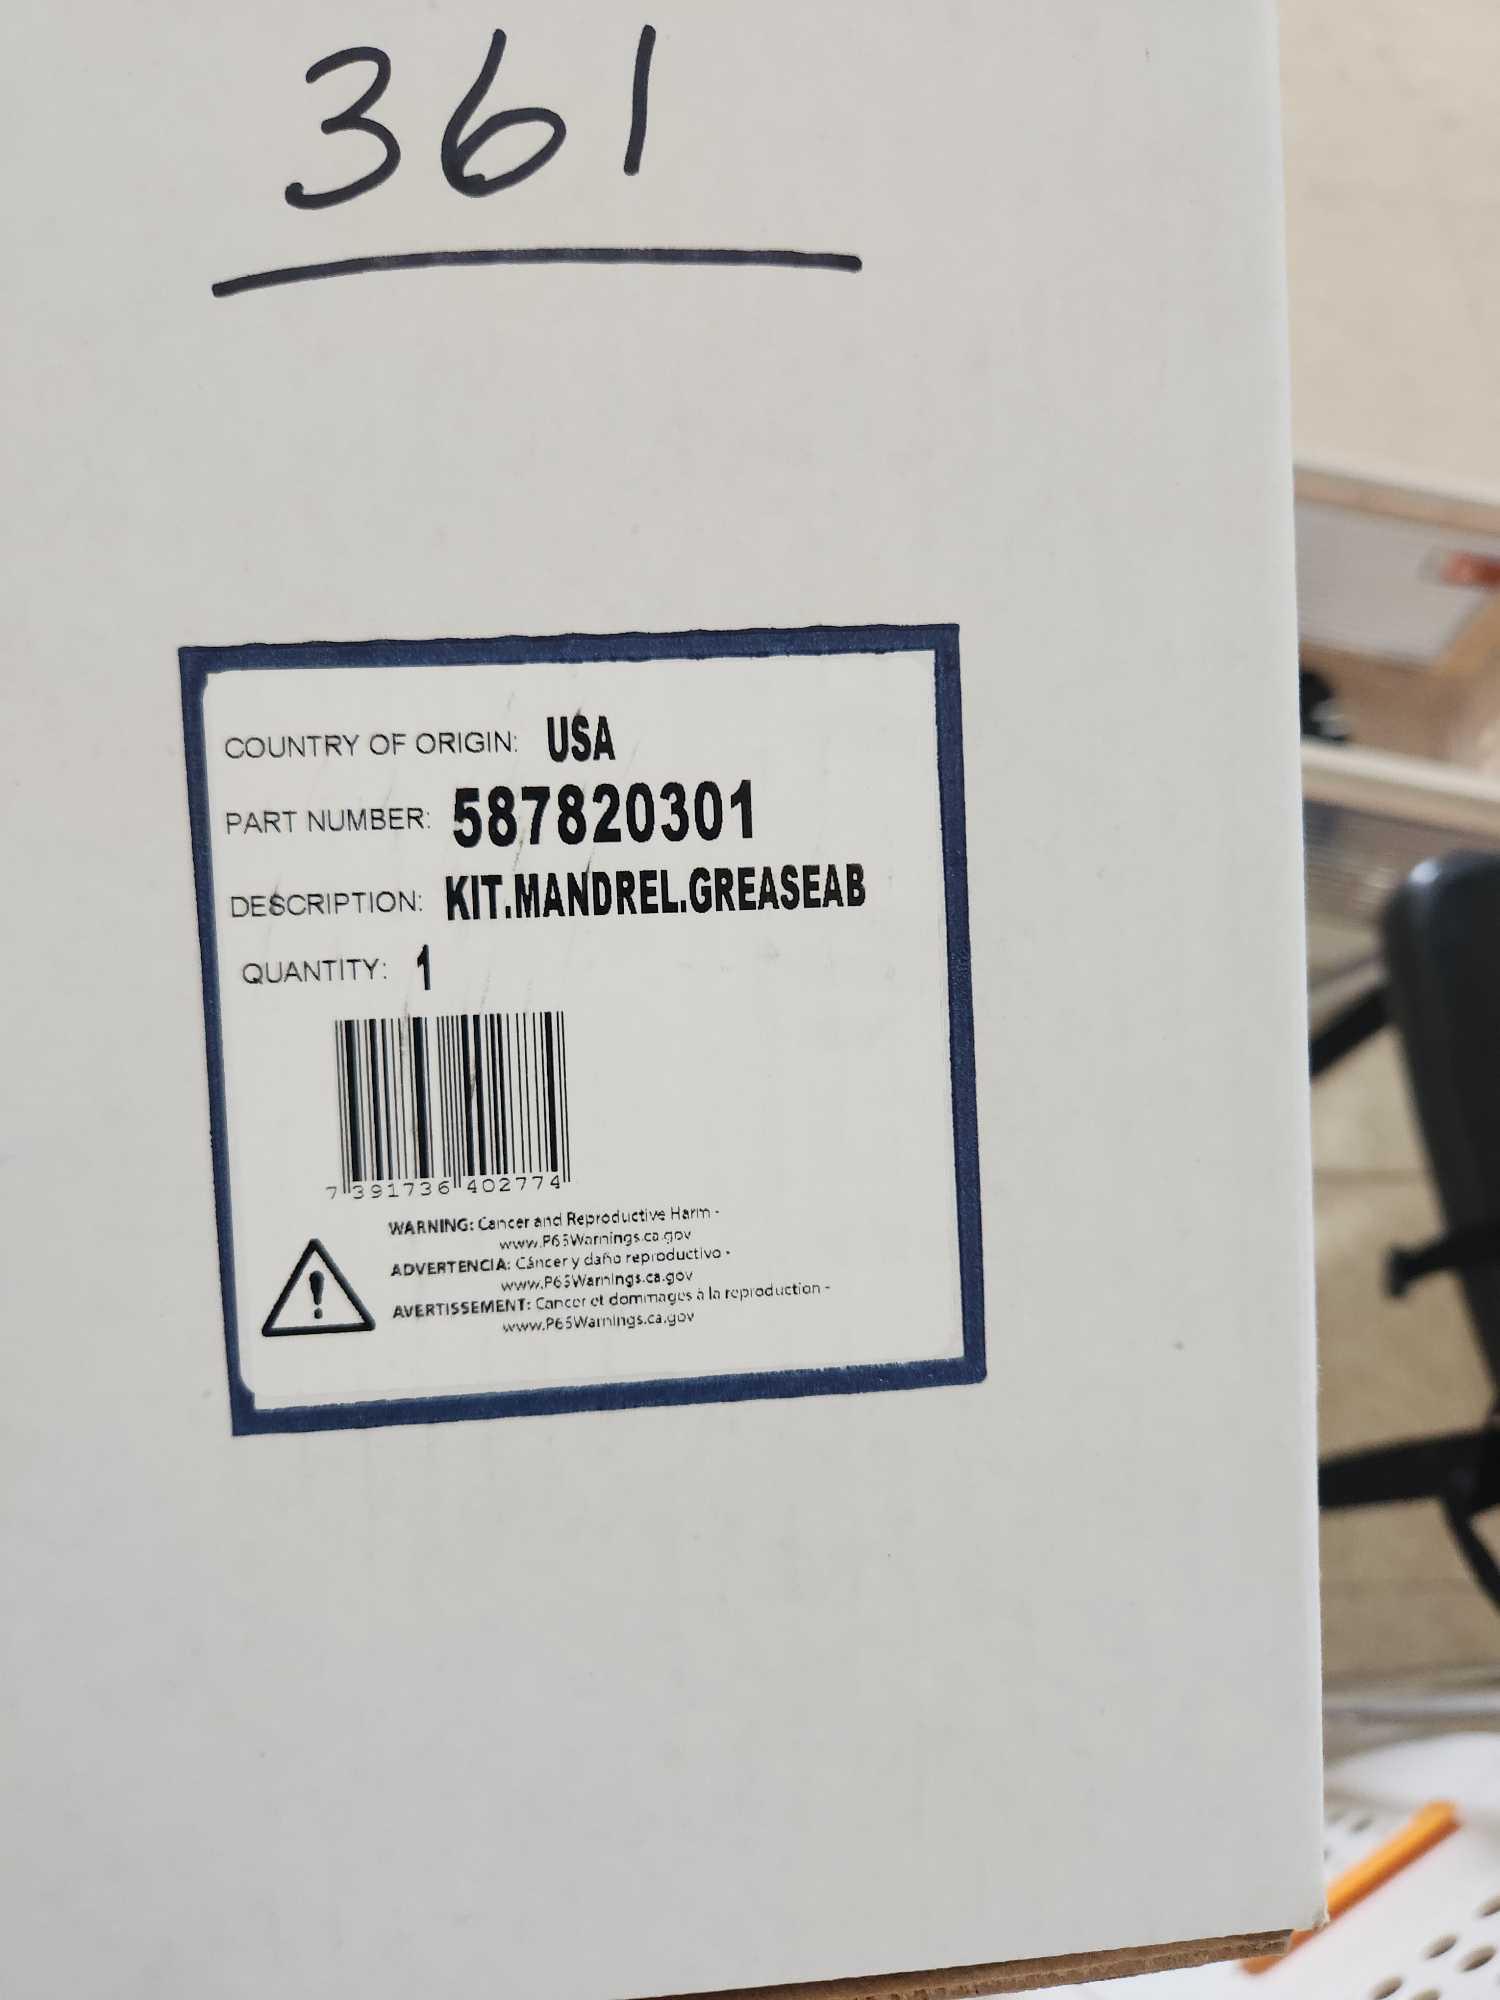 361
COUNTRY OF ORIGIN: USA
PART NUMBER: 587820301
DESCRIPTION: KIT.MANDREL.GREASEAB
QUANTITY: 1
7 391736 402774
WARNING: Cancer and Reproductive Harm -
www.P65Warnings.ca.gov
ADVERTENCIA: Cáncer y daño reproductivo -
www.P65Warnings.ca.gov
AVERTISSEMENT: Cancer et dommages à la reproduction -
www.P65Warnings.ca.gov